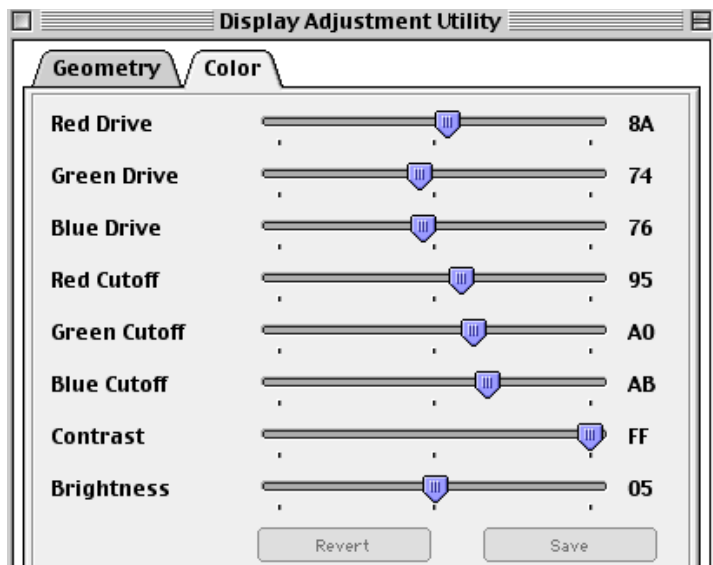 Display Adjustment Utility
Geometry Color
Red Drive 8A
Green Drive 74
Blue Drive 76
Red Cutoff 95
Green Cutoff A0
Blue Cutoff AB
Contrast FF
Brightness 05
Revert Save